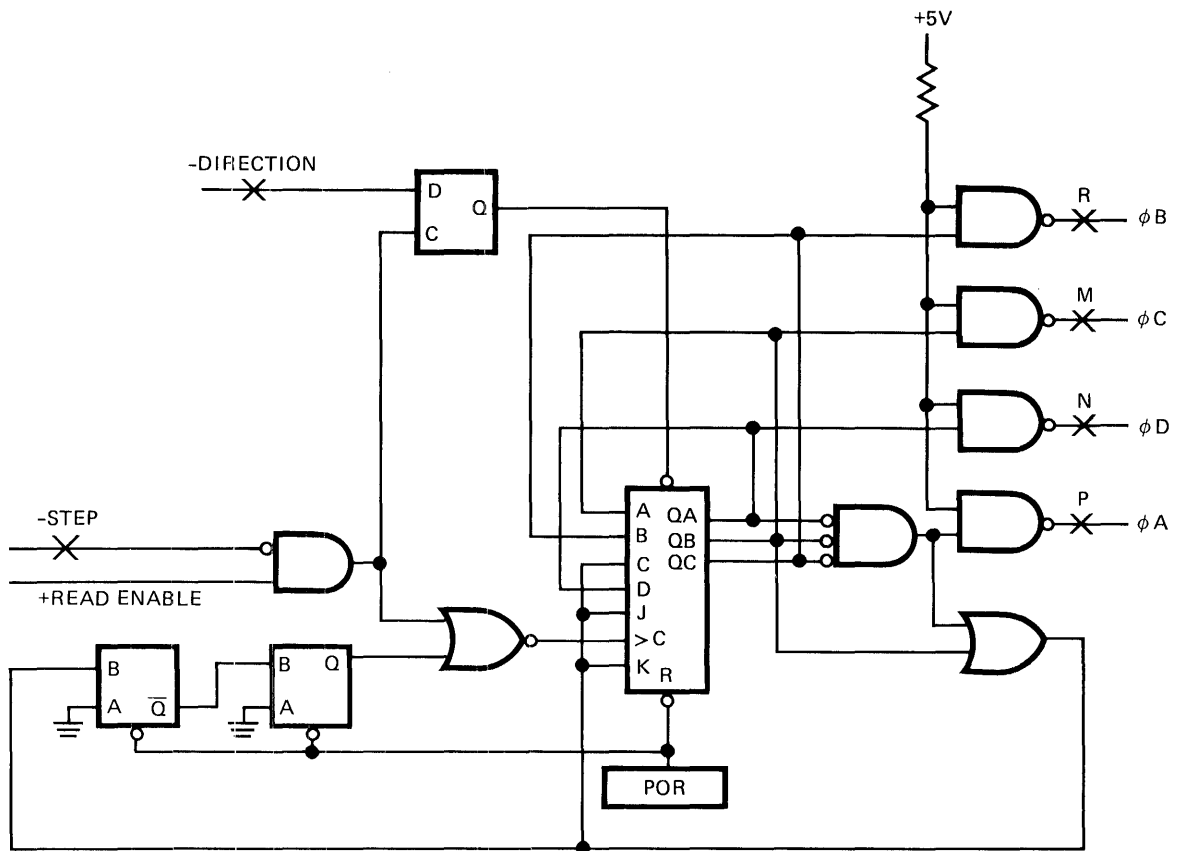 +5V
-DIRECTION
D
Q
C
R
φB
M
φC
N
φD
P
φA
-STEP
+READ ENABLE
A QA
B QB
C QC
D
J
>C
K R
B
A Q̅
B Q
A
POR